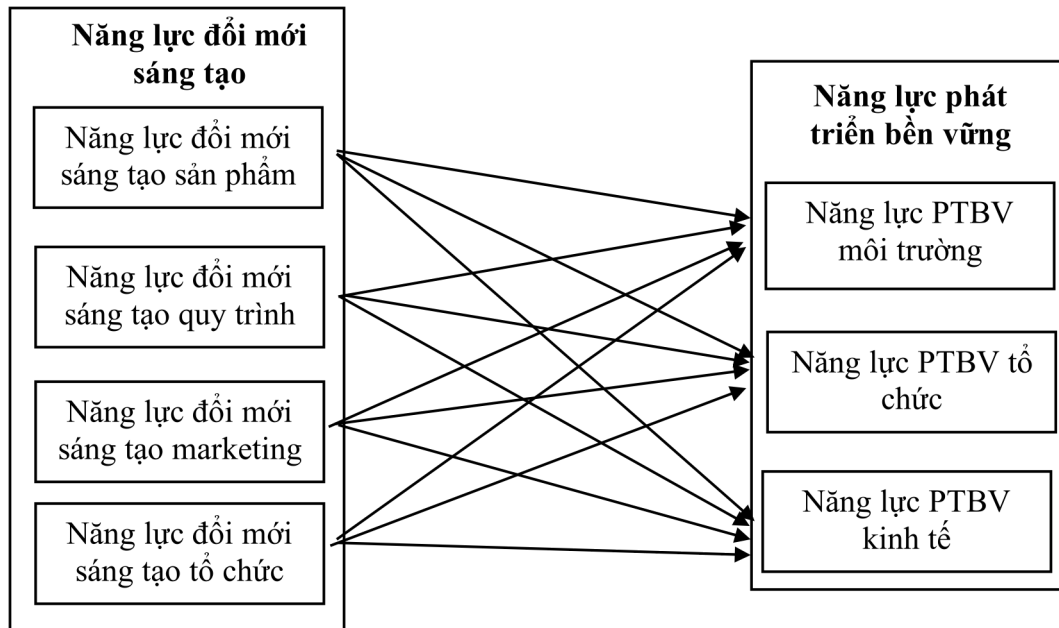 Năng lực đổi mới
sáng tạo
Năng lực đổi mới
sáng tạo sản phẩm
Năng lực đổi mới
sáng tạo quy trình
Năng lực đổi mới
sáng tạo marketing
Năng lực đổi mới
sáng tạo tổ chức
Năng lực phát
triển bền vững
Năng lực PTBV
môi trường
Năng lực PTBV tổ
chức
Năng lực PTBV
kinh tế